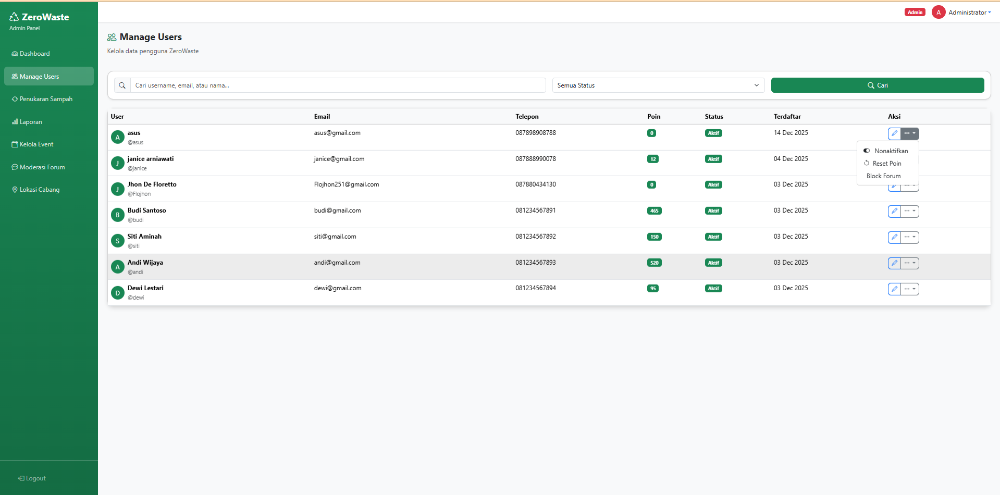 ZeroWaste
Admin Panel
Dashboard
Manage Users
Penukaran Sampah
Laporan
Kelola Event
Moderasi Forum
Lokasi Cabang
Logout
Admin A Administrator
Manage Users
Kelola data pengguna ZeroWaste
Cari username, email, atau nama... Semua Status Cari
User Email Telepon Poin Status Terdaftar Aksi
A asus asus@gmail.com 087898908788 0 Aktif 14 Dec 2025
@asus
Nonaktifkan
Reset Poin
Block Forum
J janice arniawati janice@gmail.com 087888990078 12 Aktif 04 Dec 2025
@janice
J Jhon De Floretto Flojhon251@gmail.com 087880434130 0 Aktif 03 Dec 2025
@Flojhon
B Budi Santoso budi@gmail.com 081234567891 465 Aktif 03 Dec 2025
@budi
S Siti Aminah siti@gmail.com 081234567892 150 Aktif 03 Dec 2025
@siti
A Andi Wijaya andi@gmail.com 081234567893 520 Aktif 03 Dec 2025
@andi
D Dewi Lestari dewi@gmail.com 081234567894 95 Aktif 03 Dec 2025
@dewi